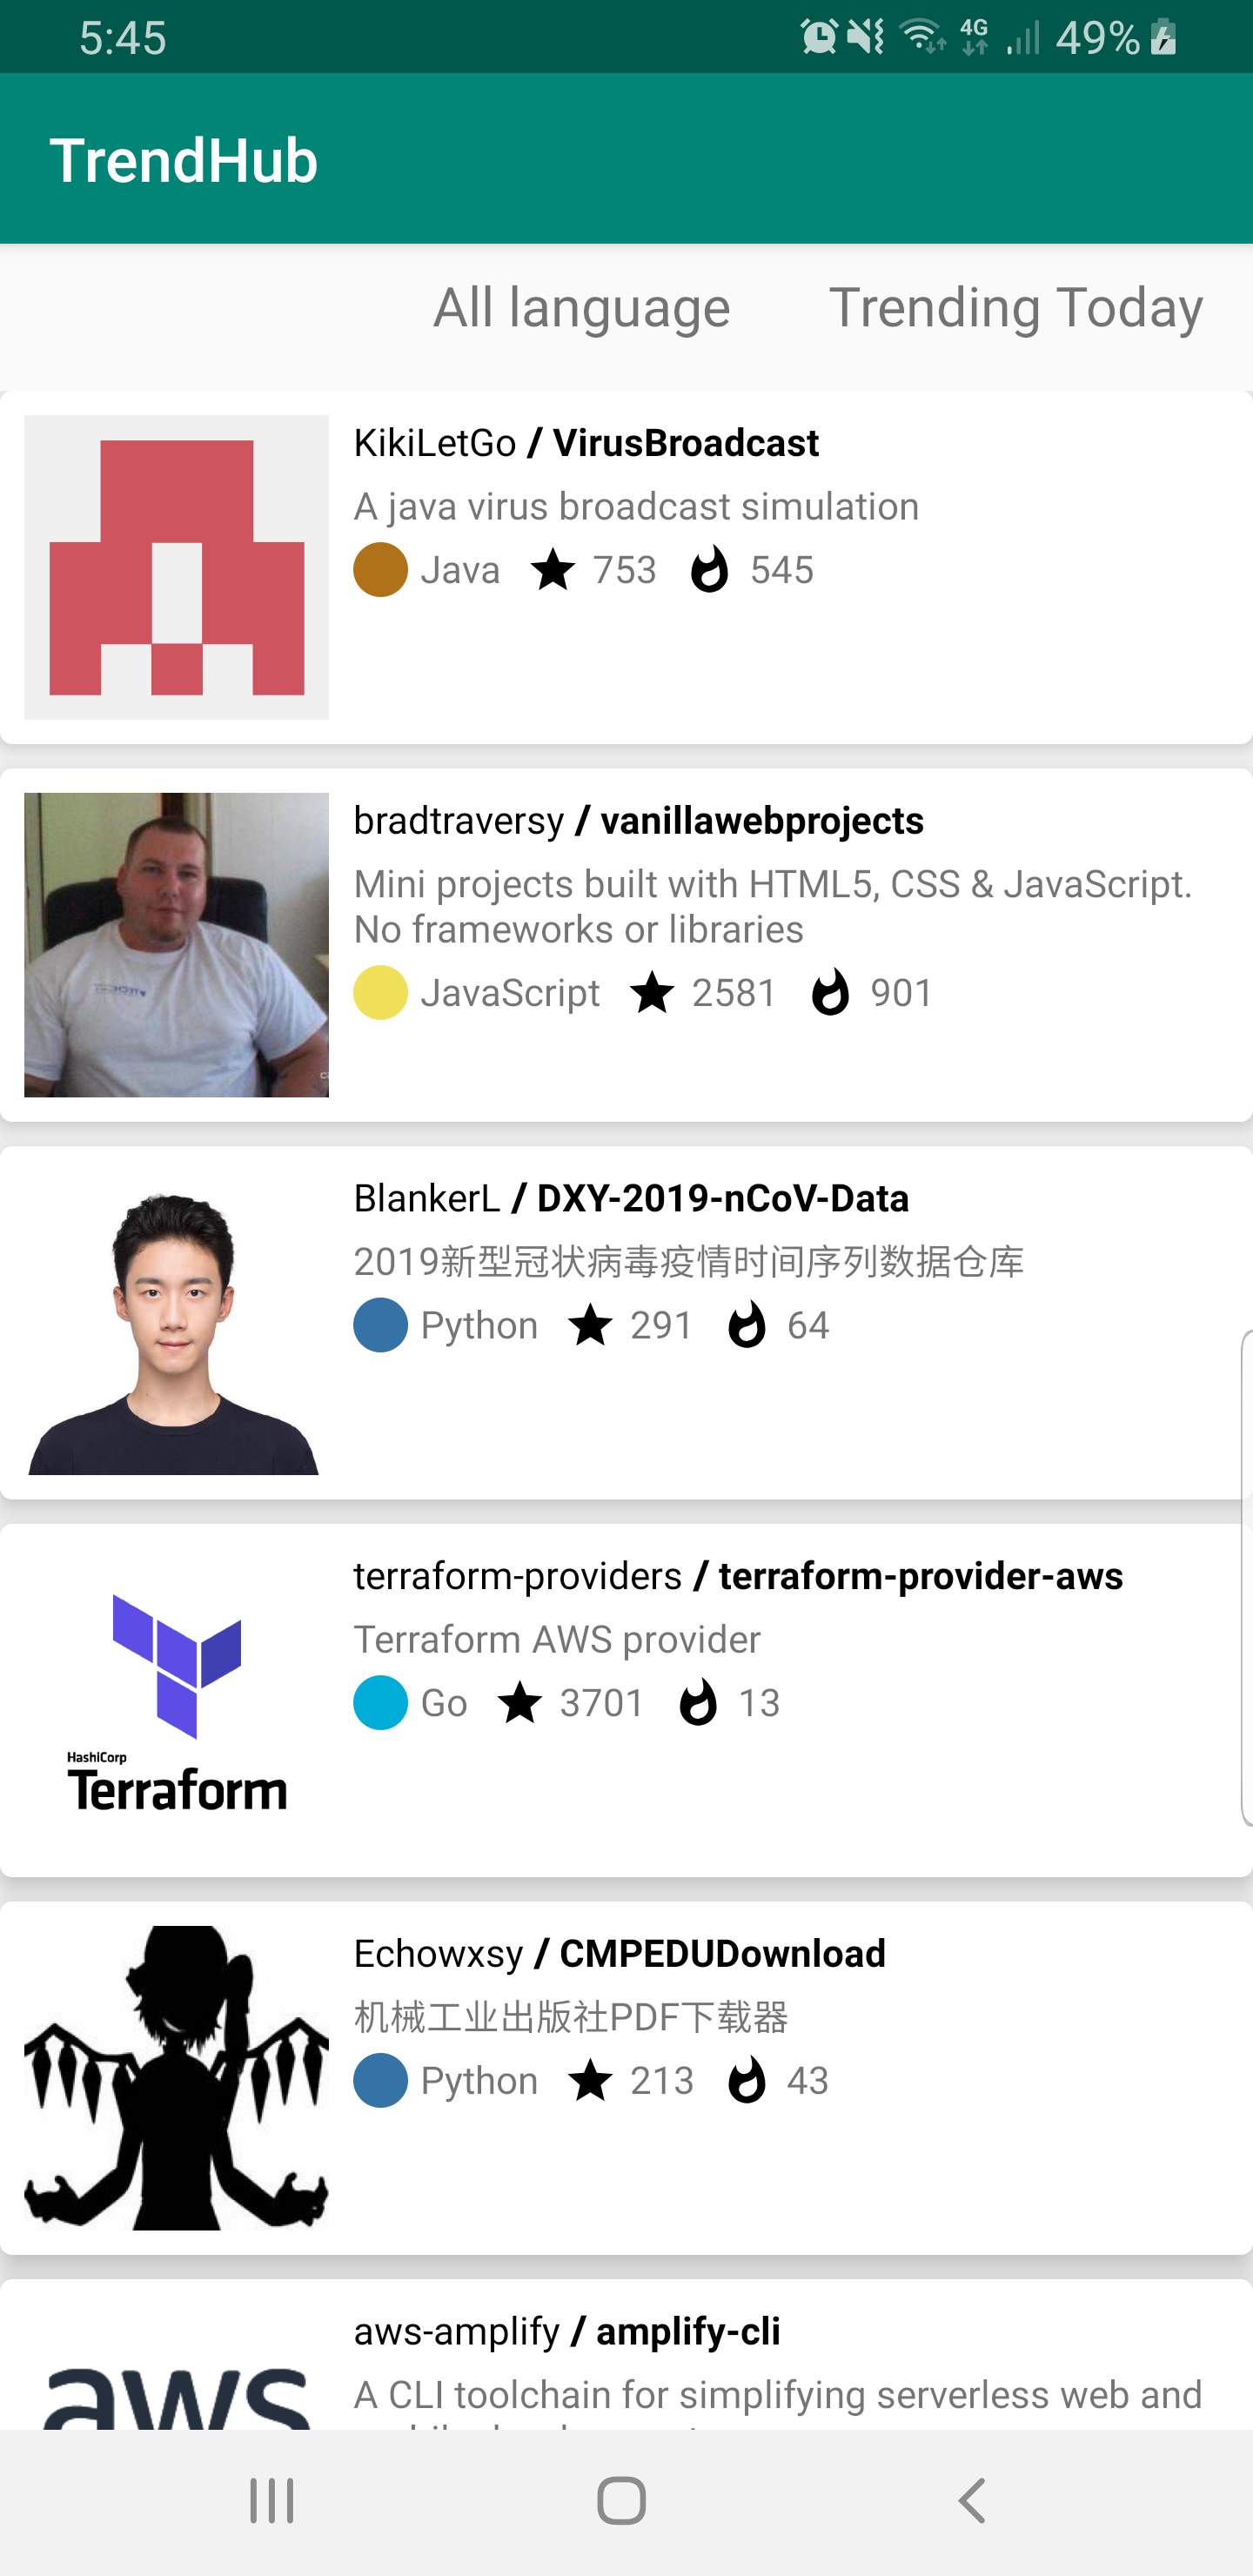 5:45
4G
49%
TrendHub
All language
Trending Today
KikiLetGo / VirusBroadcast
A java virus broadcast simulation
Java 753 545
bradtraversy / vanillawebprojects
Mini projects built with HTML5, CSS & JavaScript.
No frameworks or libraries
JavaScript 2581 901
BlankerL / DXY-2019-nCoV-Data
2019新型冠状病毒疫情时间序列数据仓库
Python 291 64
HashiCorp
Terraform
terraform-providers / terraform-provider-aws
Terraform AWS provider
Go 3701 13
Echowxsy / CMPEDUDownload
机械工业出版社PDF下载器
Python 213 43
aws
aws-amplify / amplify-cli
A CLI toolchain for simplifying serverless web and